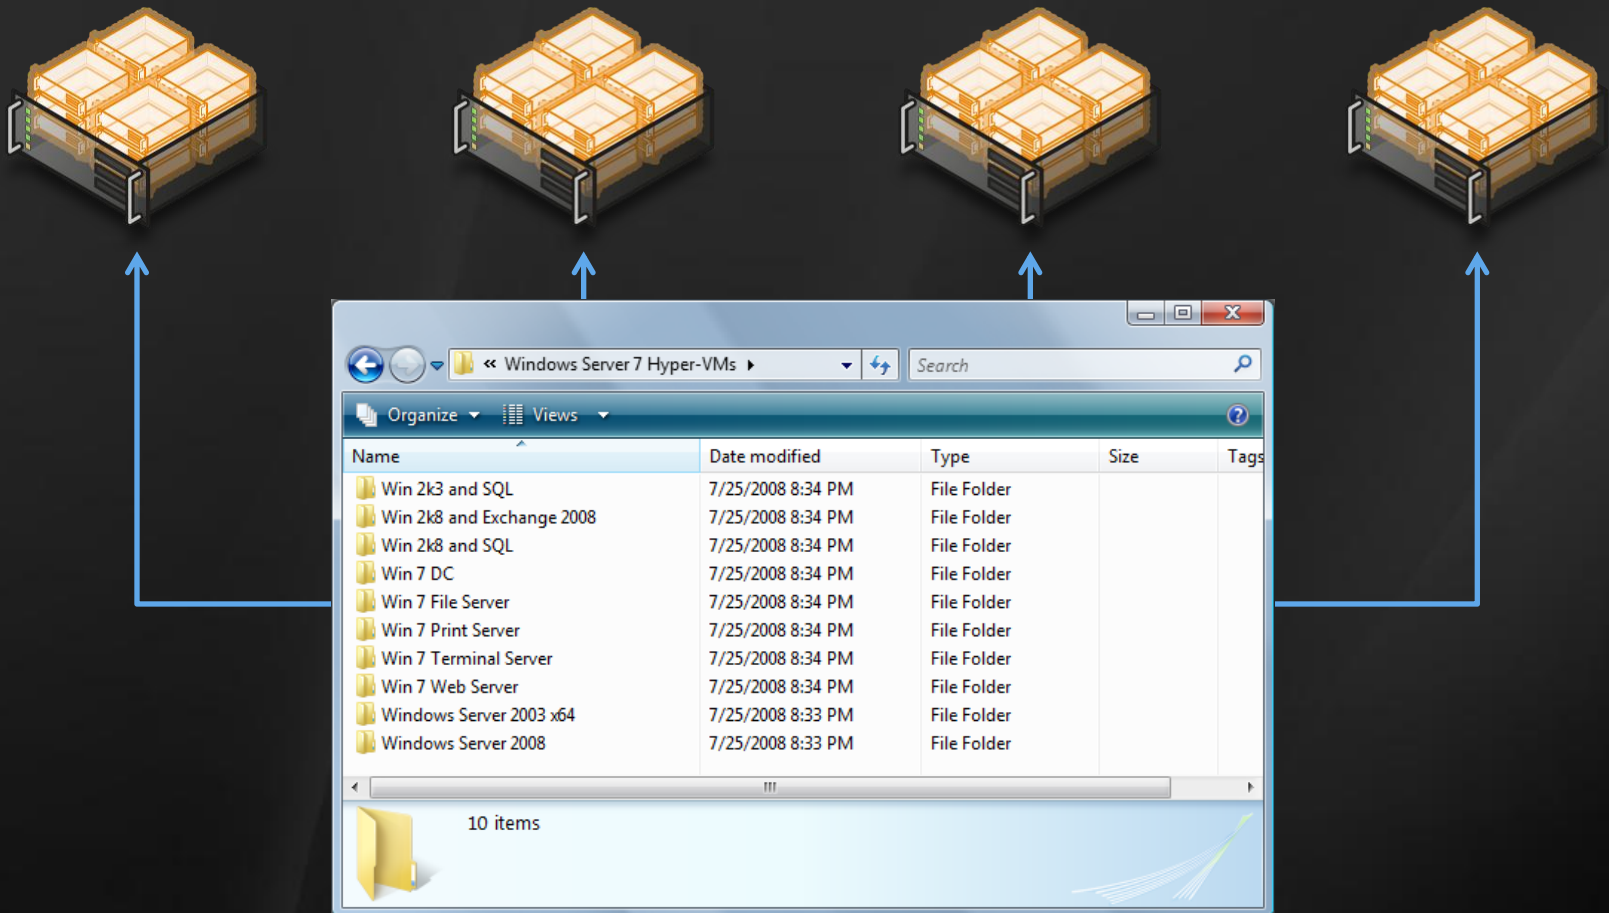 « Windows Server 7 Hyper-VMs
Search
Organize Views
Name Date modified Type Size Tags
Win 2k3 and SQL 7/25/2008 8:34 PM File Folder
Win 2k8 and Exchange 2008 7/25/2008 8:34 PM File Folder
Win 2k8 and SQL 7/25/2008 8:34 PM File Folder
Win 7 DC 7/25/2008 8:34 PM File Folder
Win 7 File Server 7/25/2008 8:34 PM File Folder
Win 7 Print Server 7/25/2008 8:34 PM File Folder
Win 7 Terminal Server 7/25/2008 8:34 PM File Folder
Win 7 Web Server 7/25/2008 8:34 PM File Folder
Windows Server 2003 x64 7/25/2008 8:33 PM File Folder
Windows Server 2008 7/25/2008 8:33 PM File Folder
10 items